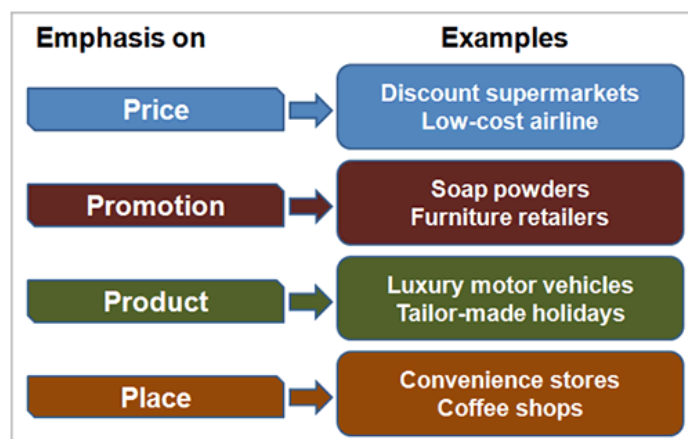 Emphasis on
Examples
Price
Discount supermarkets
Low-cost airline
Promotion
Soap powders
Furniture retailers
Product
Luxury motor vehicles
Tailor-made holidays
Place
Convenience stores
Coffee shops